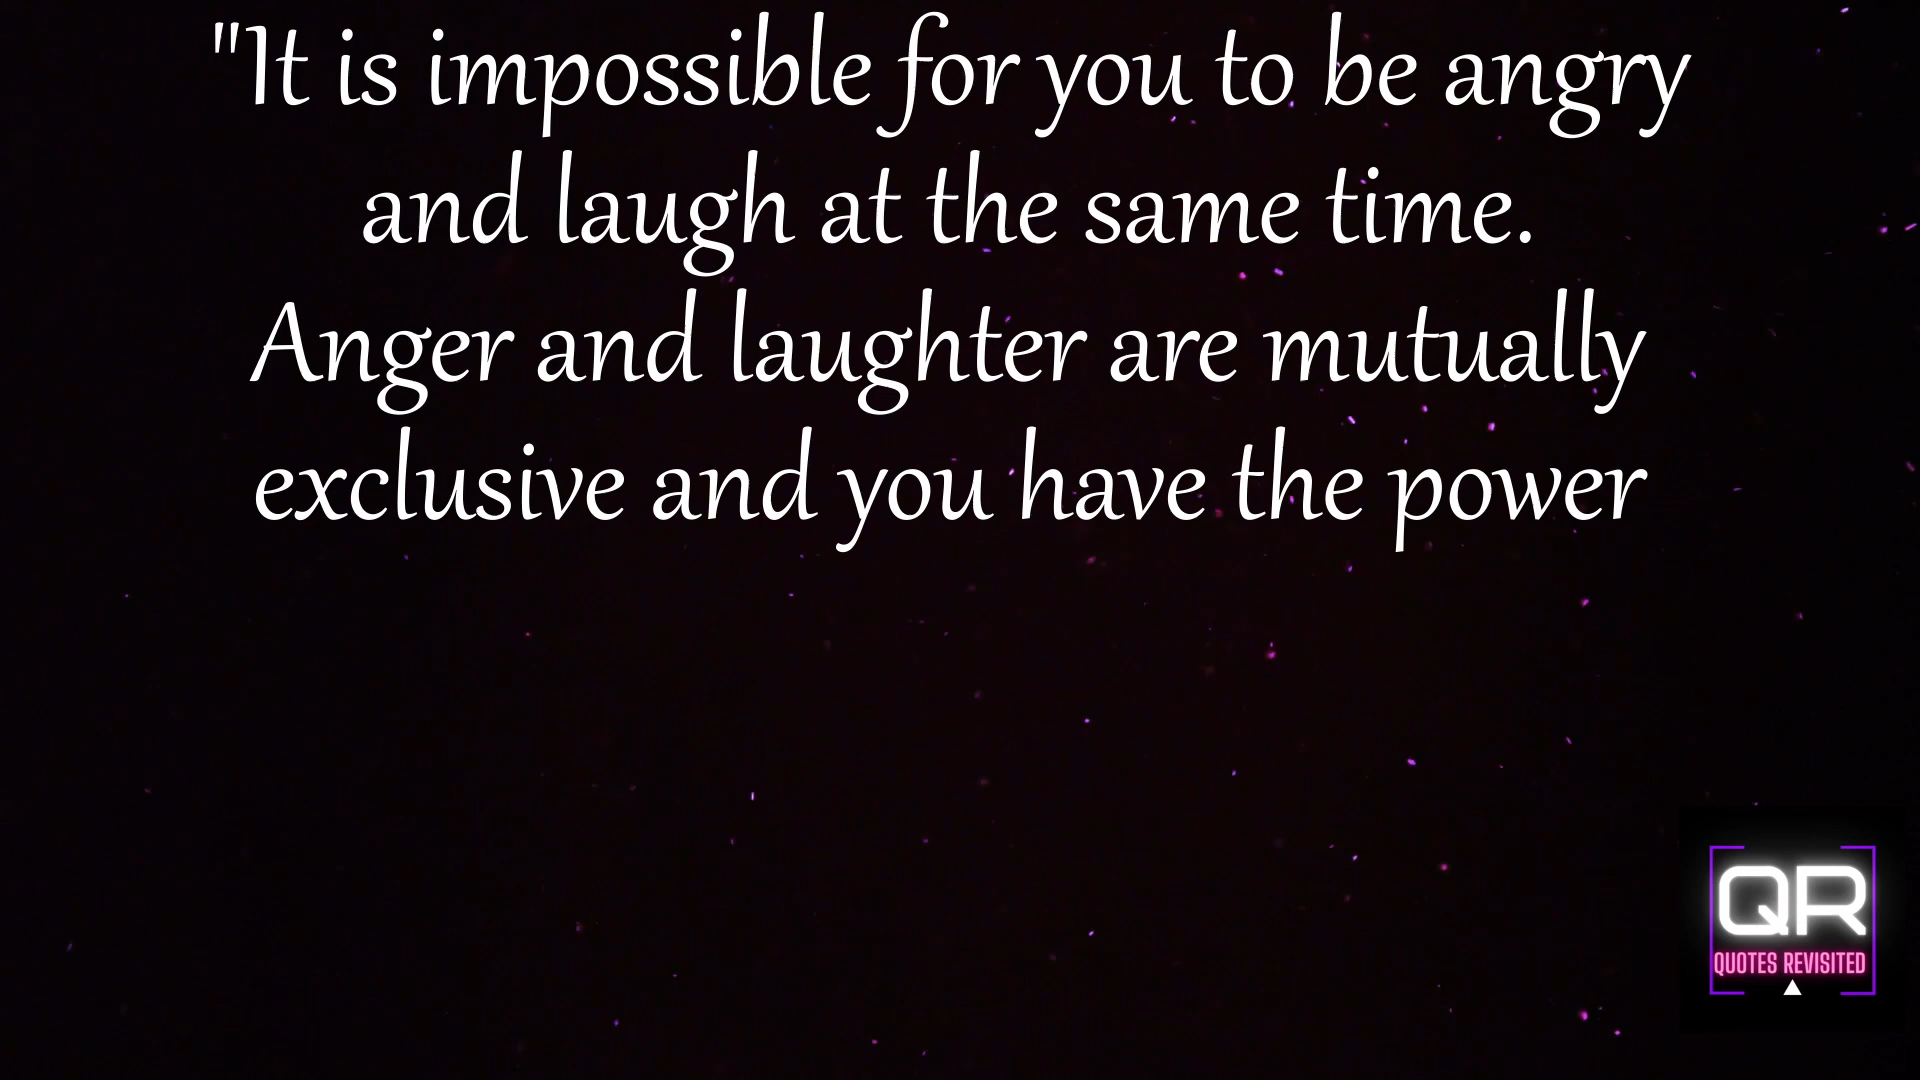 "It is impossible for you to be angry
and laugh at the same time.
Anger and laughter are mutually
exclusive and you have the power
QR
QUOTES REVISITED